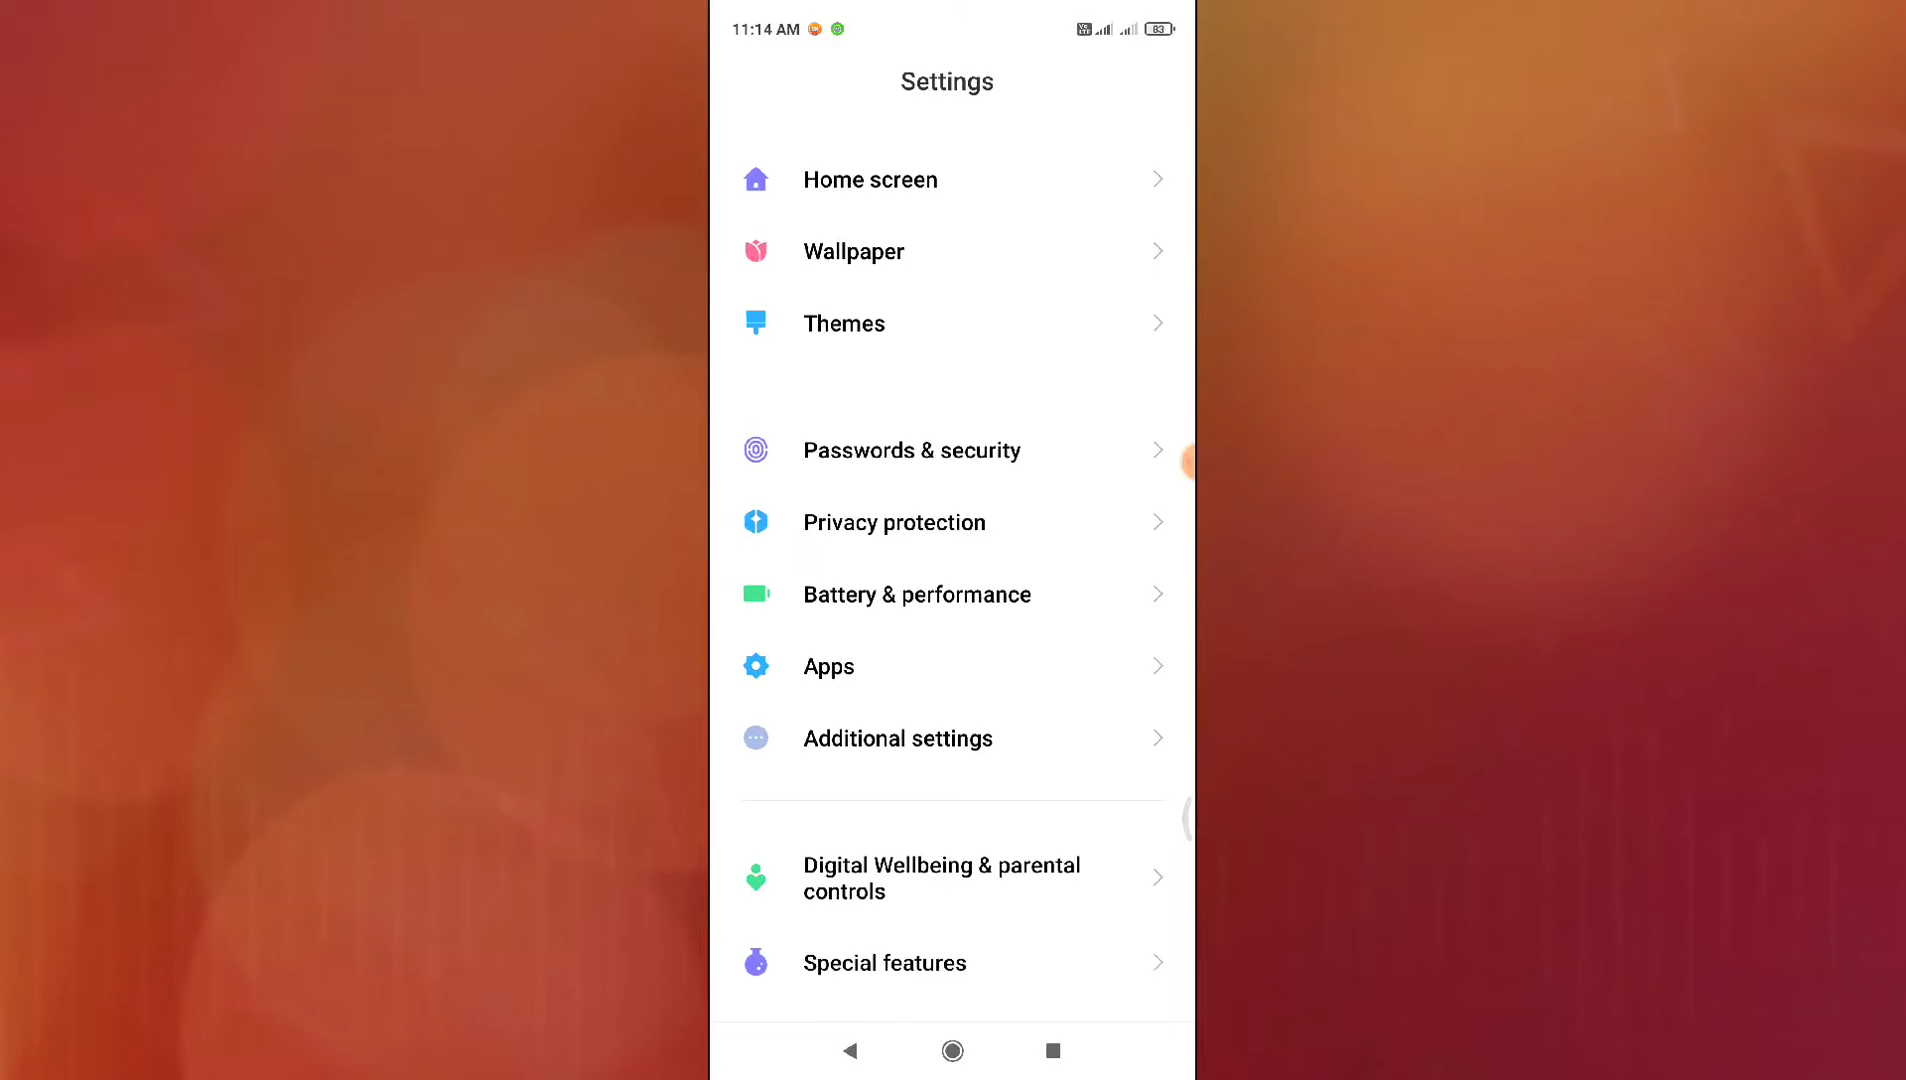 11:14 AM
83
Settings
Home screen
Wallpaper
Themes
Passwords & security
Privacy protection
Battery & performance
Apps
Additional settings
Digital Wellbeing & parental
controls
Special features